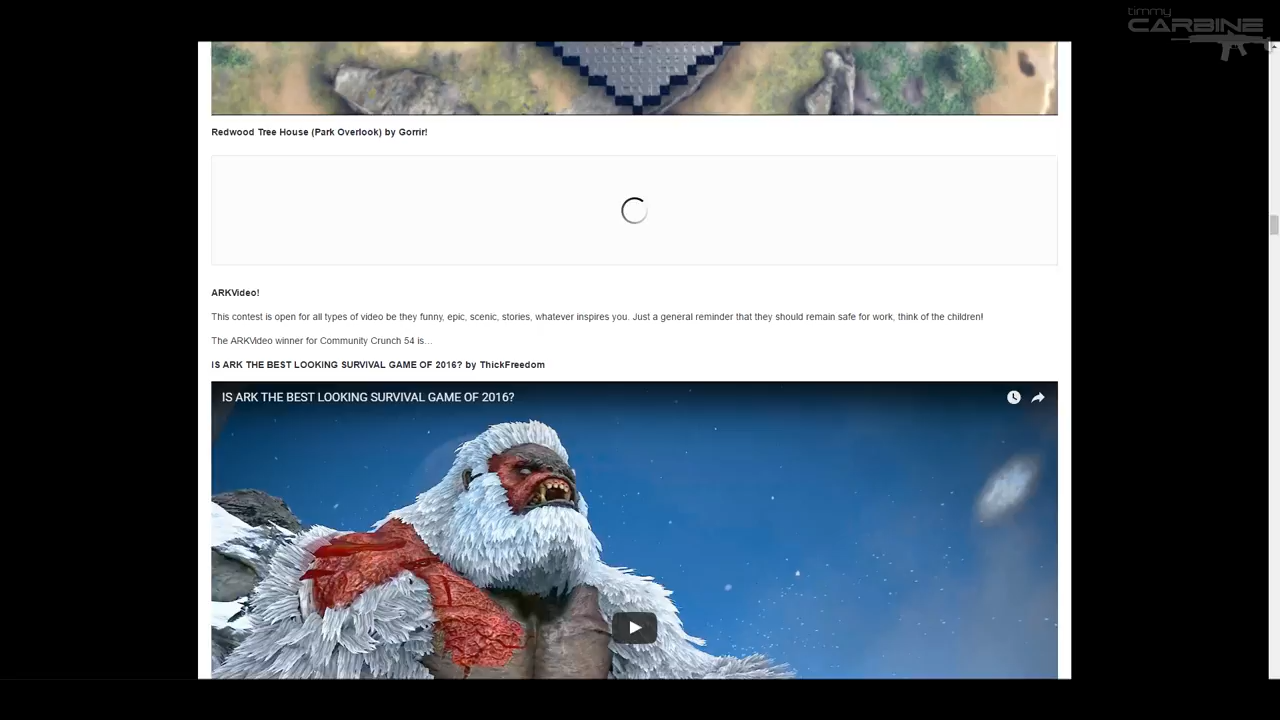 timmy
CARBINE
Redwood Tree House (Park Overlook) by Gorrir!
ARKVideo!
This contest is open for all types of video be they funny, epic, scenic, stories, whatever inspires you. Just a general reminder that they should remain safe for work, think of the children!
The ARKVideo winner for Community Crunch 54 is...
IS ARK THE BEST LOOKING SURVIVAL GAME OF 2016? by ThickFreedom
IS ARK THE BEST LOOKING SURVIVAL GAME OF 2016?